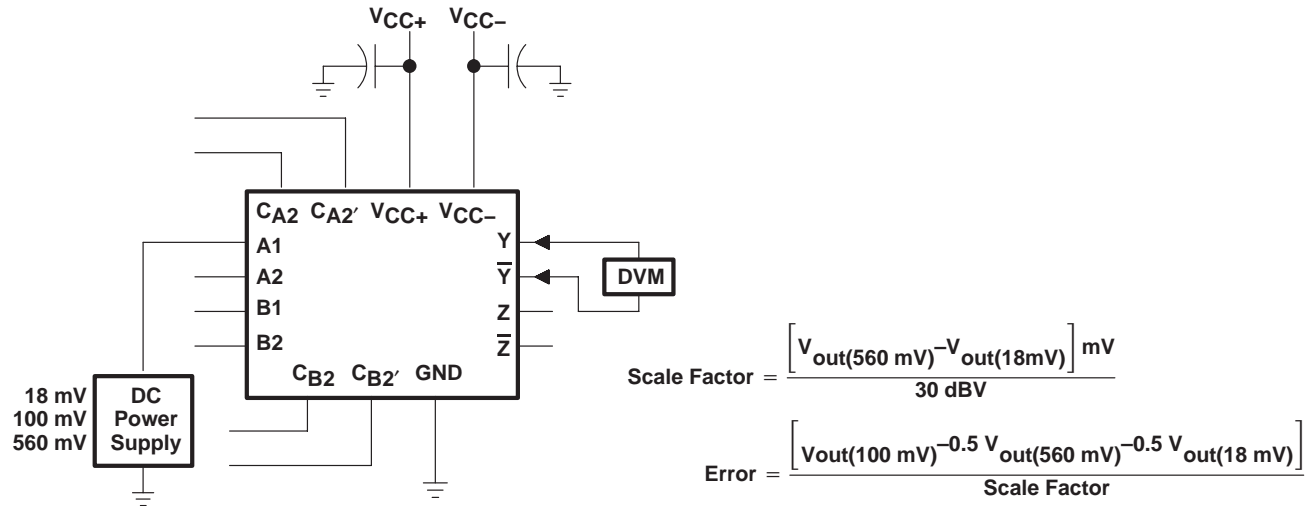 VCC+ VCC–
CA2 CA2′ VCC+ VCC–
A1 Y
A2 Y̅ DVM
B1 Z
B2 Z̅
CB2 CB2′ GND
18 mV DC
100 mV Power
560 mV Supply
Scale Factor = [Vout(560 mV)–Vout(18mV)] mV
30 dBV
Error = [Vout(100 mV)–0.5 Vout(560 mV)–0.5 Vout(18 mV)]
Scale Factor